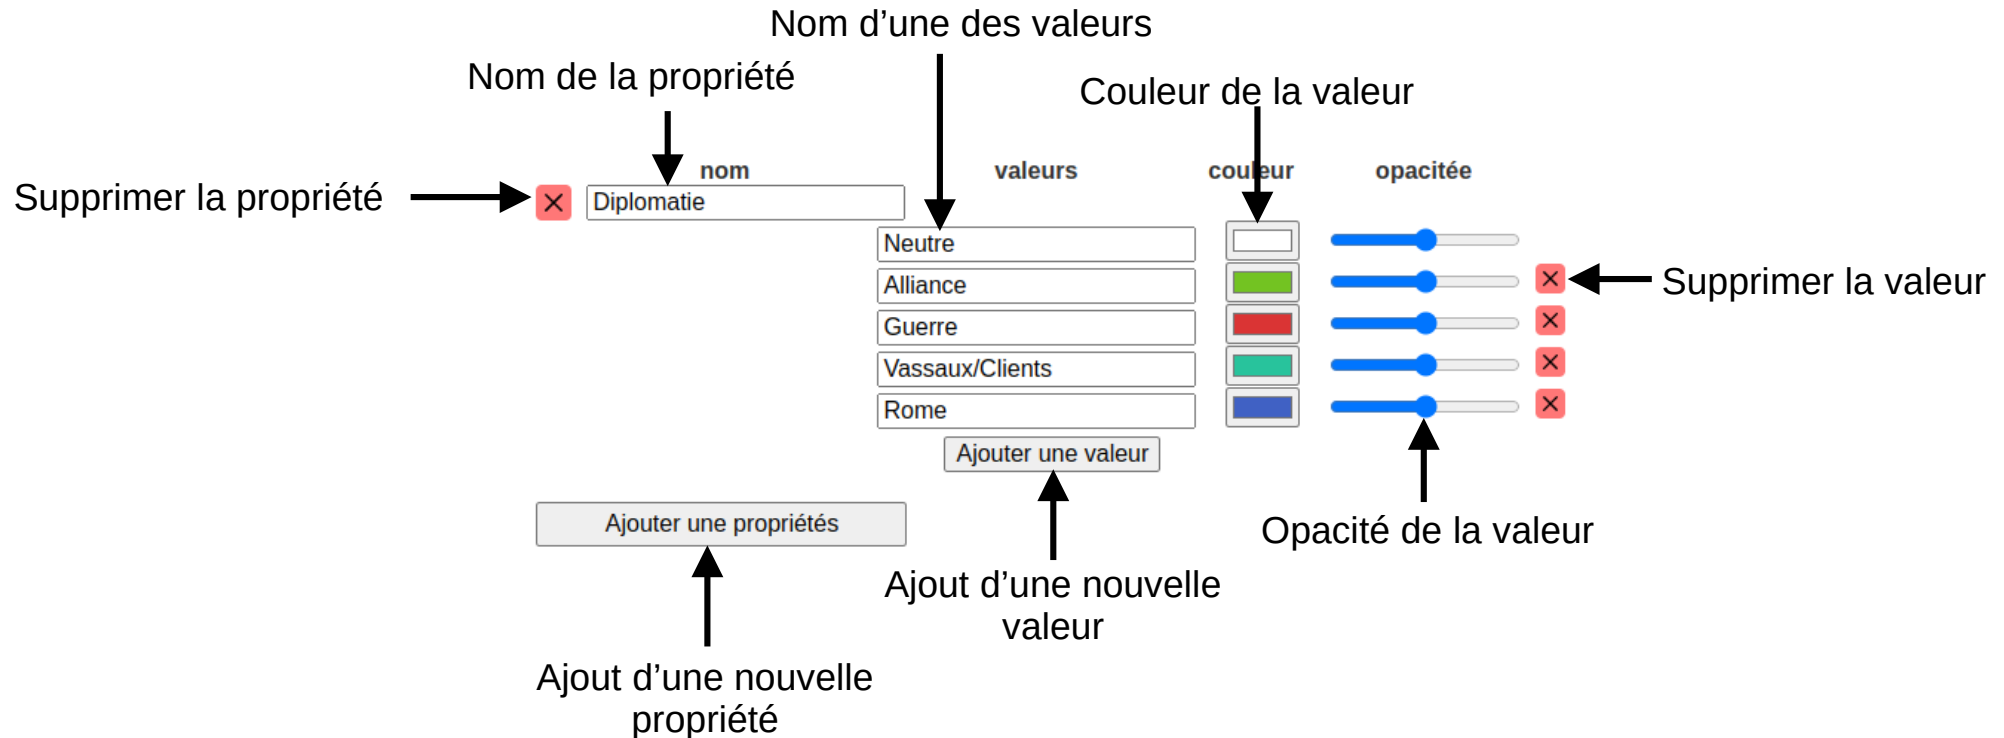 Nom d’une des valeurs
Nom de la propriété
Couleur de la valeur
nom valeurs couleur opacitée
Supprimer la propriété
Diplomatie
Neutre
Alliance
Supprimer la valeur
Guerre
Vassaux/Clients
Rome
Ajouter une valeur
Ajouter une propriétés
Opacité de la valeur
Ajout d’une nouvelle
valeur
Ajout d’une nouvelle
propriété